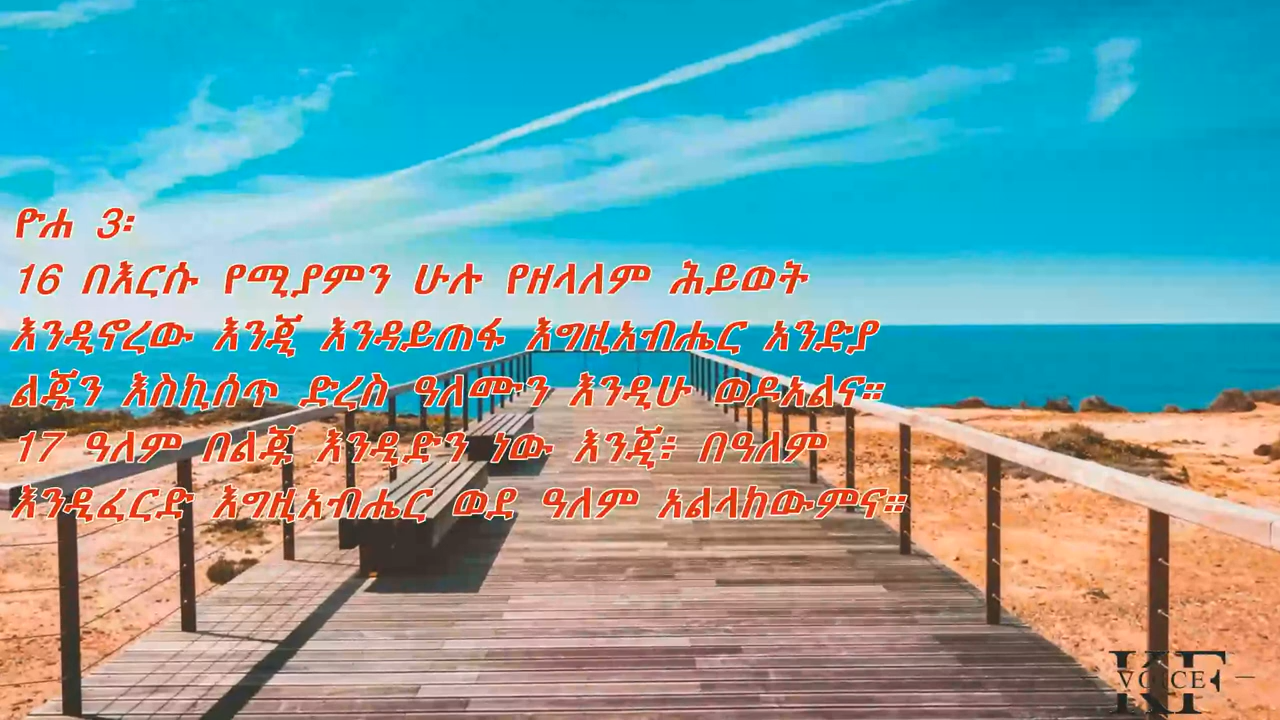 ዮሐ 3፡
16 በእርሱ የሚያምን ሁሉ የዘላለም ሕይወት
እንዲኖረው እንጂ እንዳይጠፋ እግዚአብሔር አንድያ
ልጁን እስኪሰጥ ድረስ ዓለሙን እንዲሁ ወዶአልና።
17 ዓለም በልጁ እንዲድን ነው እንጂ፥ በዓለም
እንዲፈርድ እግዚአብሔር ወደ ዓለም አልላከውምና።
KF
VOICE